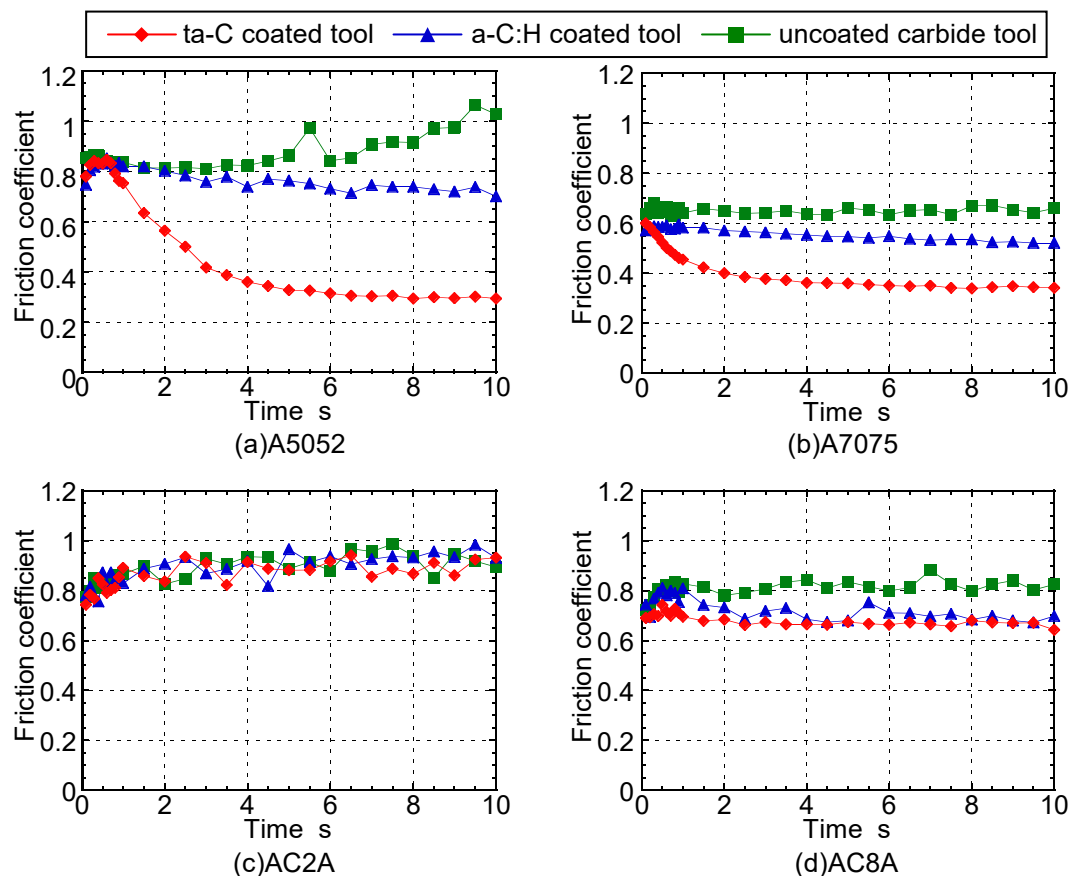 ta-C coated tool a-C:H coated tool uncoated carbide tool
1.2
1
0.8
0.6
0.4
0.2
0
Friction coefficient
0 2 4 6 8 10
Time s
(a)A5052
1.2
1
0.8
0.6
0.4
0.2
0
Friction coefficient
0 2 4 6 8 10
Time s
(b)A7075
1.2
1
0.8
0.6
0.4
0.2
0
Friction coefficient
0 2 4 6 8 10
Time s
(c)AC2A
1.2
1
0.8
0.6
0.4
0.2
0
Friction coefficient
0 2 4 6 8 10
Time s
(d)AC8A